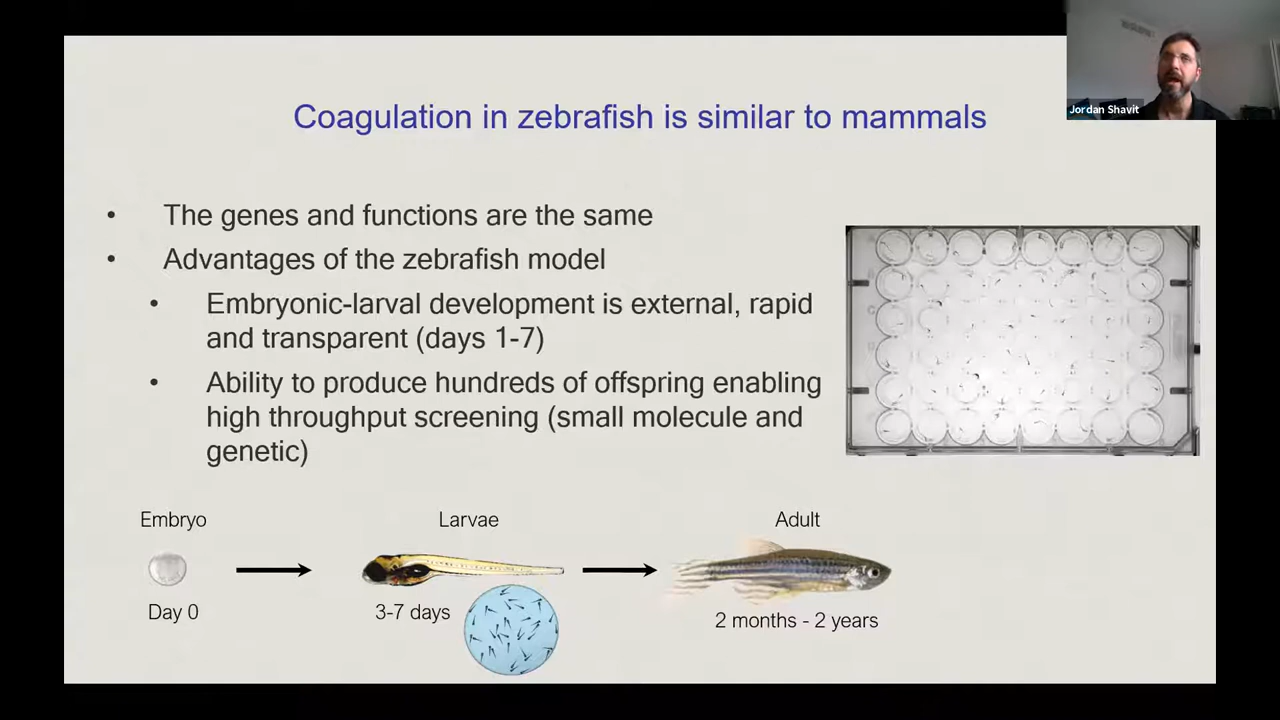 Jordan Shavit
Coagulation in zebrafish is similar to mammals
• The genes and functions are the same
• Advantages of the zebrafish model
• Embryonic-larval development is external, rapid
and transparent (days 1-7)
• Ability to produce hundreds of offspring enabling
high throughput screening (small molecule and
genetic)
Embryo
Larvae
Adult
Day 0
3-7 days
2 months - 2 years